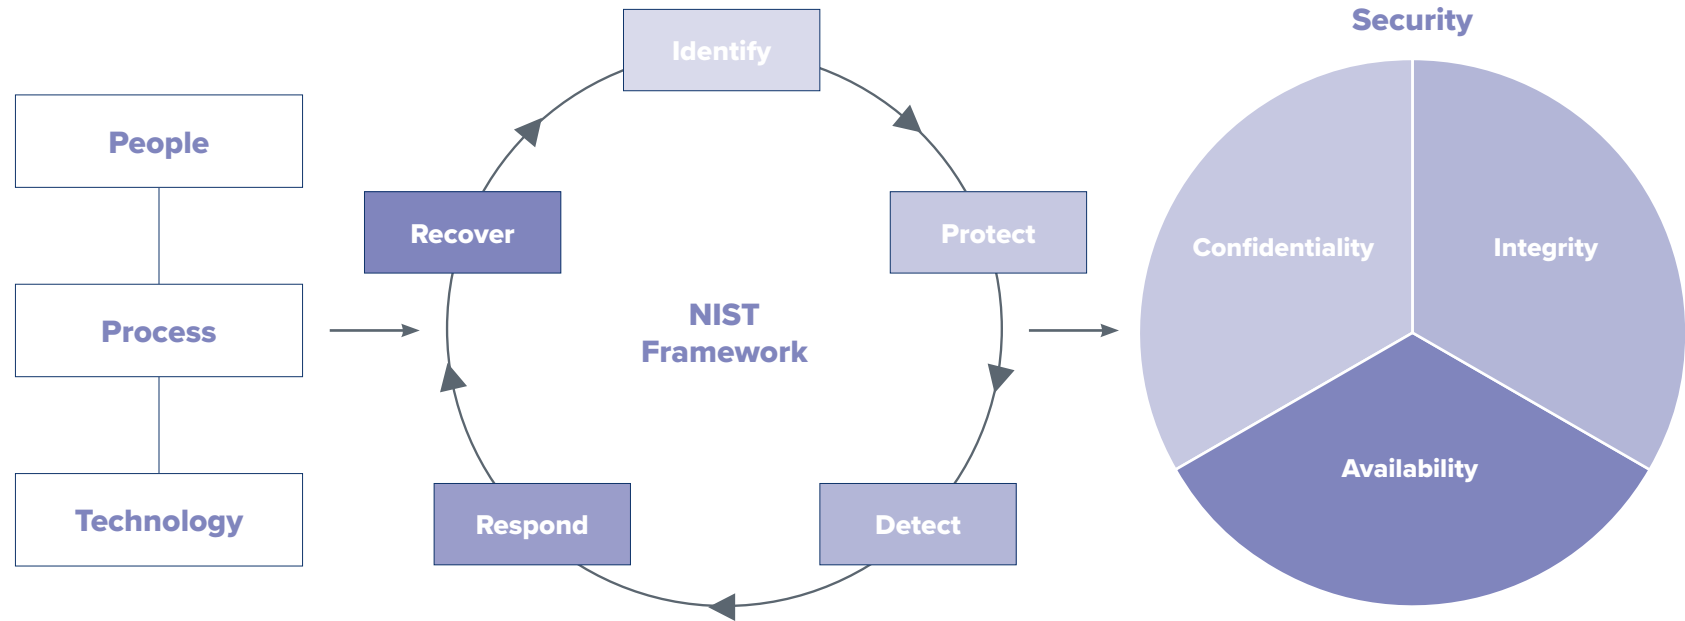 People
Process
Technology
Identify
Protect
Detect
Respond
Recover
NIST
Framework
Security
Confidentiality
Integrity
Availability